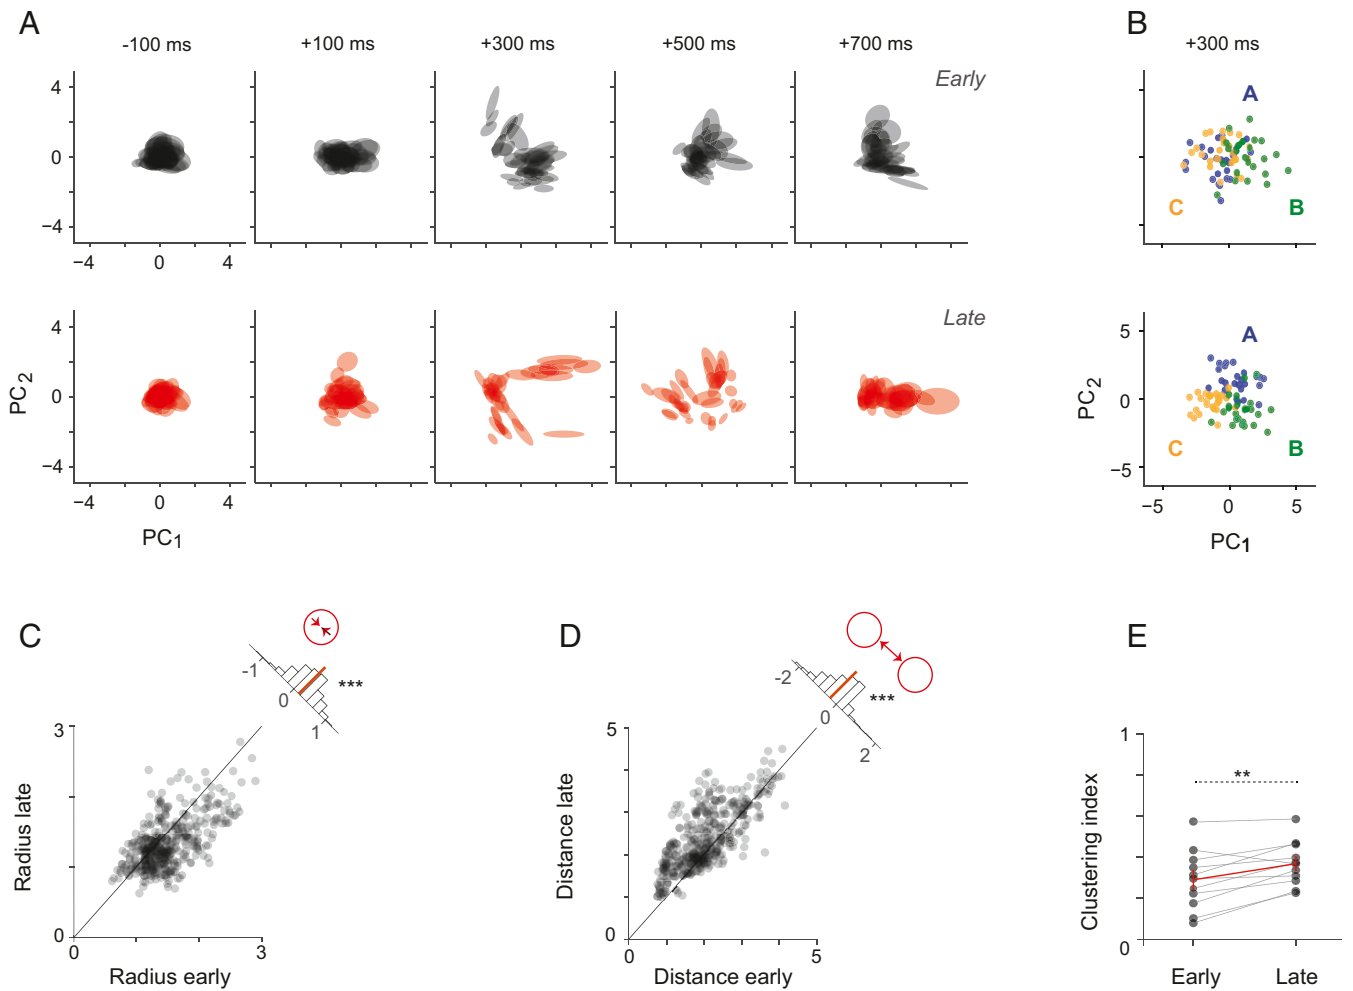 A
B
-100 ms
+100 ms
+300 ms
+500 ms
+700 ms
+300 ms
Early
4
0
−4
−4
0
4
A
C
B
Late
4
0
−4
PC2
−4
0
4
PC1
5
0
−5
PC2
A
C
B
−5
0
5
PC1
C
-1
0
1
***
3
0
Radius late
0
3
Radius early
D
-2
0
2
***
5
0
Distance late
0
5
Distance early
E
1
0
Clustering index
**
Early
Late